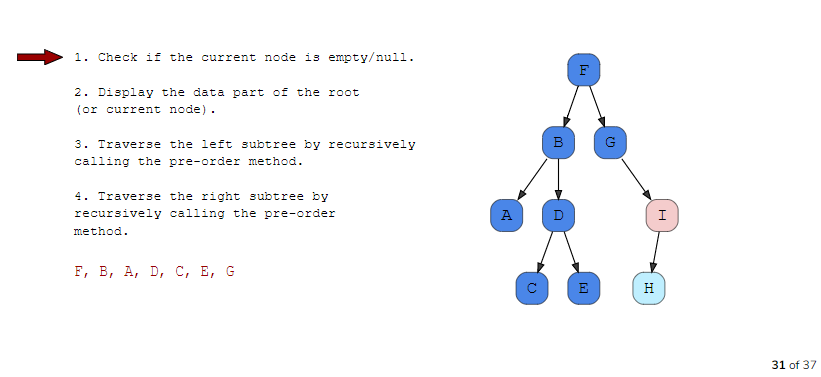 1. Check if the current node is empty/null.
2. Display the data part of the root
(or current node).
3. Traverse the left subtree by recursively
calling the pre-order method.
4. Traverse the right subtree by
recursively calling the pre-order
method.
F, B, A, D, C, E, G
F
B
G
A
D
I
C
E
H
31 of 37